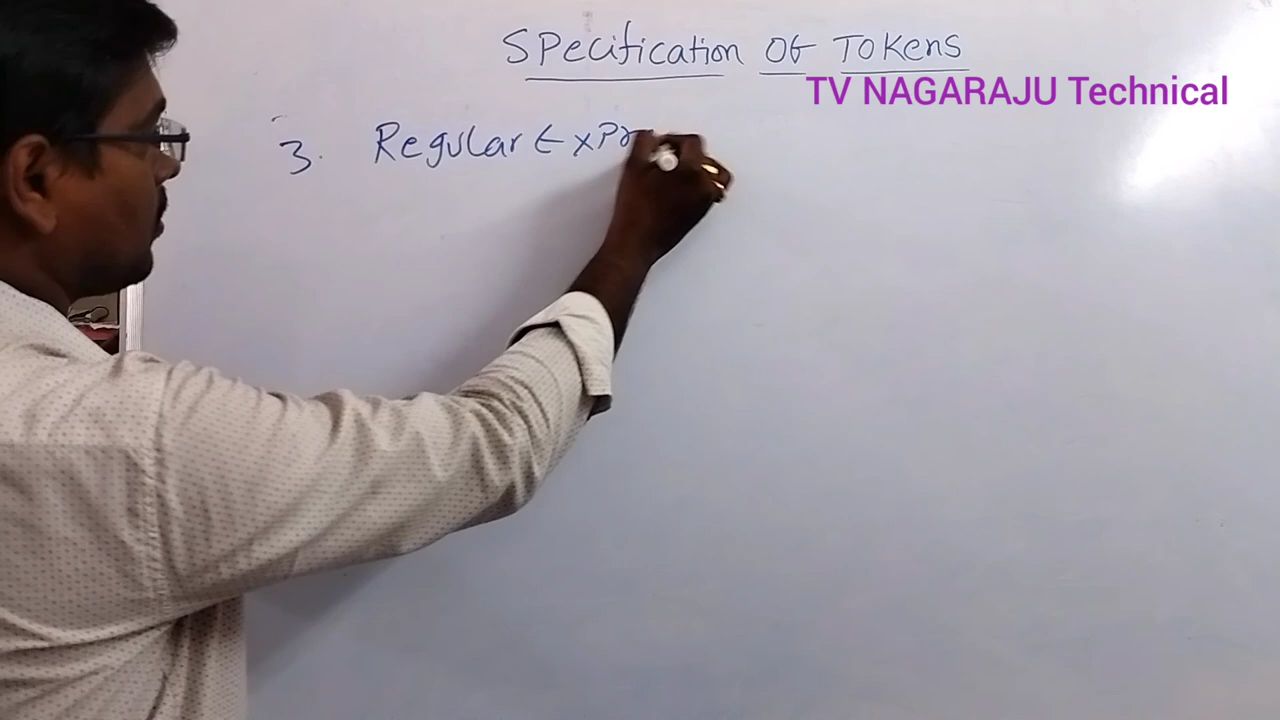 Specification OF Tokens
TV NAGARAJU Technical
3. Regular Expr